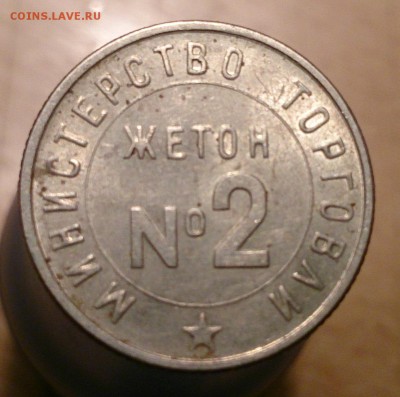 COINS.LAVE.RU
МИНИСТЕРСТВО ТОРГОВЛИ
ЖЕТОН
№2